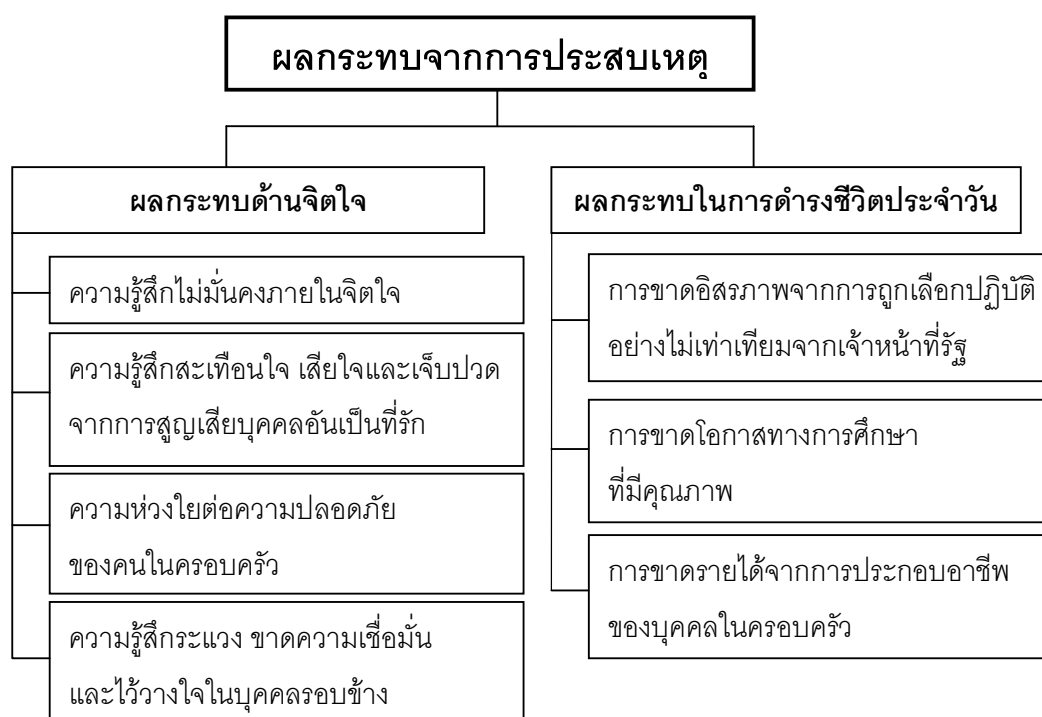 ผลกระทบจากการประสบเหตุ
ผลกระทบด้านจิตใจ
ความรู้สึกไม่มั่นคงภายในจิตใจ
ความรู้สึกสะเทือนใจ เสียใจและเจ็บปวด
จากการสูญเสียบุคคลอันเป็นที่รัก
ความห่วงใยต่อความปลอดภัย
ของคนในครอบครัว
ความรู้สึกระแวง ขาดความเชื่อมั่น
และไว้วางใจในบุคคลรอบข้าง
ผลกระทบในการดำรงชีวิตประจำวัน
การขาดอิสรภาพจากการถูกเลือกปฏิบัติ
อย่างไม่เท่าเทียมจากเจ้าหน้าที่รัฐ
การขาดโอกาสทางการศึกษา
ที่มีคุณภาพ
การขาดรายได้จากการประกอบอาชีพ
ของบุคคลในครอบครัว